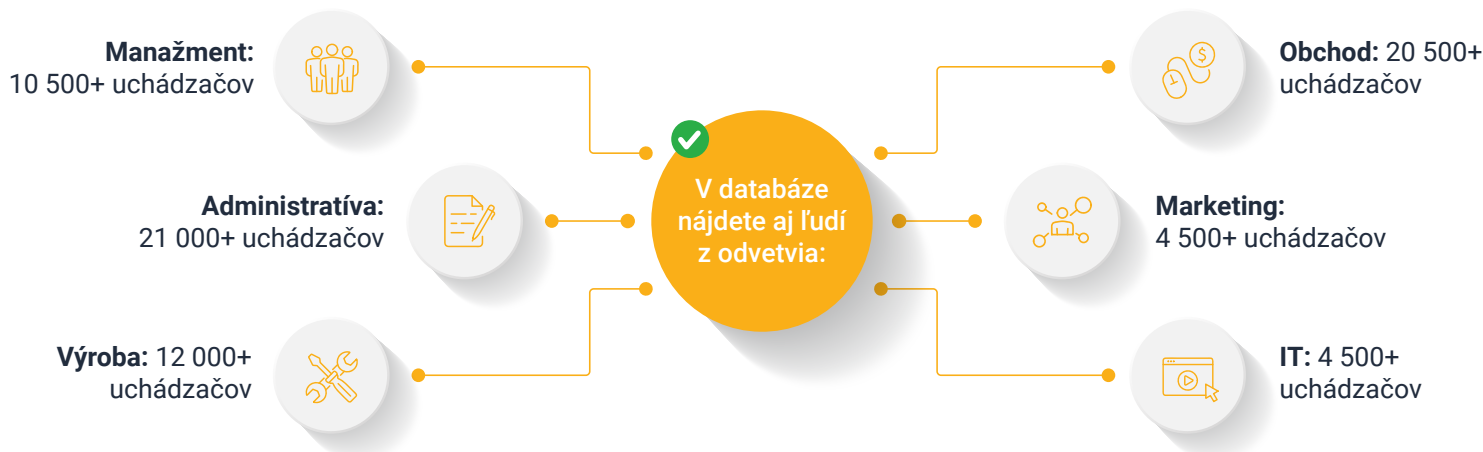 Manažment:
10 500+ uchádzačov
Administratíva:
21 000+ uchádzačov
Výroba: 12 000+
uchádzačov
V databáze
nájdete aj ľudí
z odvetvia:
Obchod: 20 500+
uchádzačov
Marketing:
4 500+ uchádzačov
IT: 4 500+
uchádzačov